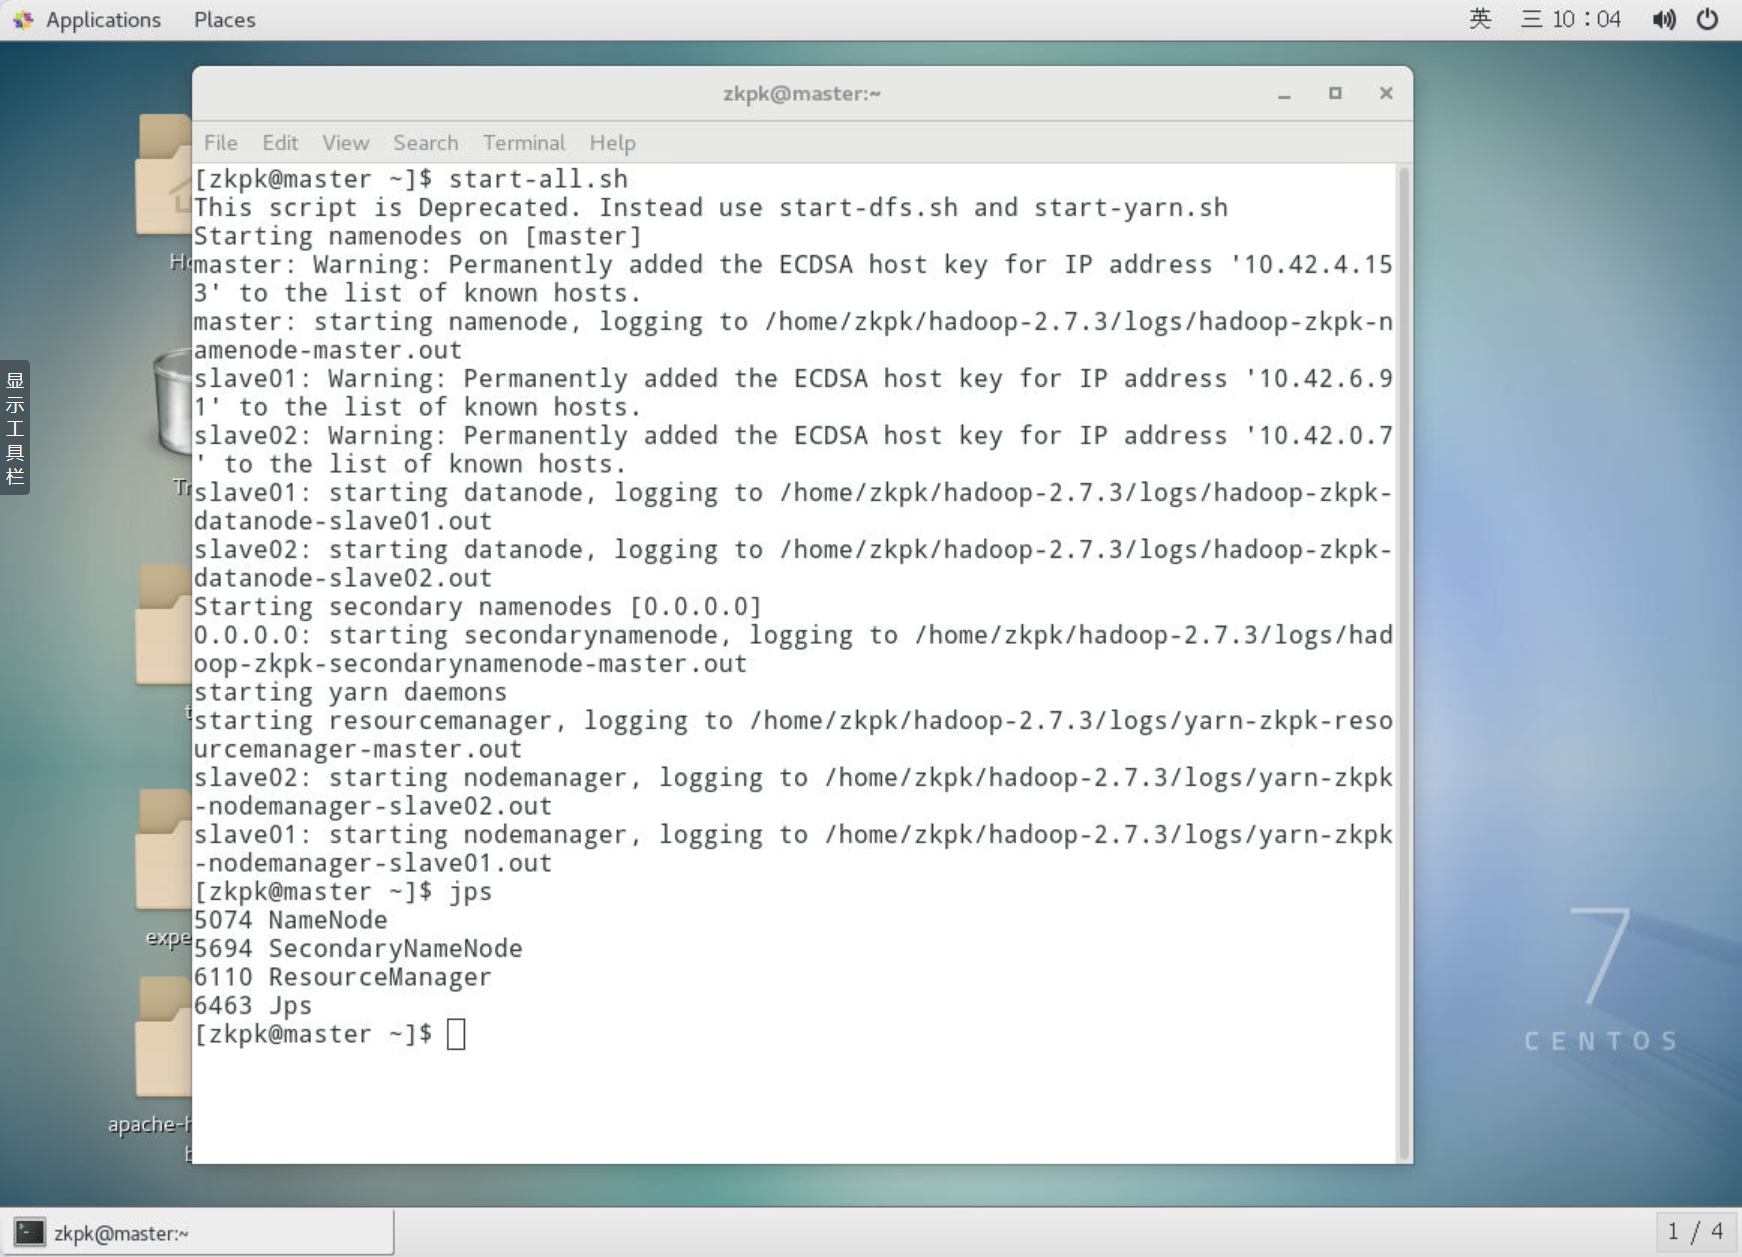 Applications Places 英 三 10：04
zkpk@master:~
File Edit View Search Terminal Help
[zkpk@master ~]$ start-all.sh
This script is Deprecated. Instead use start-dfs.sh and start-yarn.sh
Starting namenodes on [master]
master: Warning: Permanently added the ECDSA host key for IP address '10.42.4.15
3' to the list of known hosts.
master: starting namenode, logging to /home/zkpk/hadoop-2.7.3/logs/hadoop-zkpk-n
amenode-master.out
slave01: Warning: Permanently added the ECDSA host key for IP address '10.42.6.9
1' to the list of known hosts.
slave02: Warning: Permanently added the ECDSA host key for IP address '10.42.0.7
' to the list of known hosts.
slave01: starting datanode, logging to /home/zkpk/hadoop-2.7.3/logs/hadoop-zkpk-
datanode-slave01.out
slave02: starting datanode, logging to /home/zkpk/hadoop-2.7.3/logs/hadoop-zkpk-
datanode-slave02.out
Starting secondary namenodes [0.0.0.0]
0.0.0.0: starting secondarynamenode, logging to /home/zkpk/hadoop-2.7.3/logs/had
oop-zkpk-secondarynamenode-master.out
starting yarn daemons
starting resourcemanager, logging to /home/zkpk/hadoop-2.7.3/logs/yarn-zkpk-reso
urcemanager-master.out
slave02: starting nodemanager, logging to /home/zkpk/hadoop-2.7.3/logs/yarn-zkpk
-nodemanager-slave02.out
slave01: starting nodemanager, logging to /home/zkpk/hadoop-2.7.3/logs/yarn-zkpk
-nodemanager-slave01.out
[zkpk@master ~]$ jps
5074 NameNode
5694 SecondaryNameNode
6110 ResourceManager
6463 Jps
[zkpk@master ~]$
显示工具栏
expe
apache-h
7
CENTOS
zkpk@master:~
1 / 4